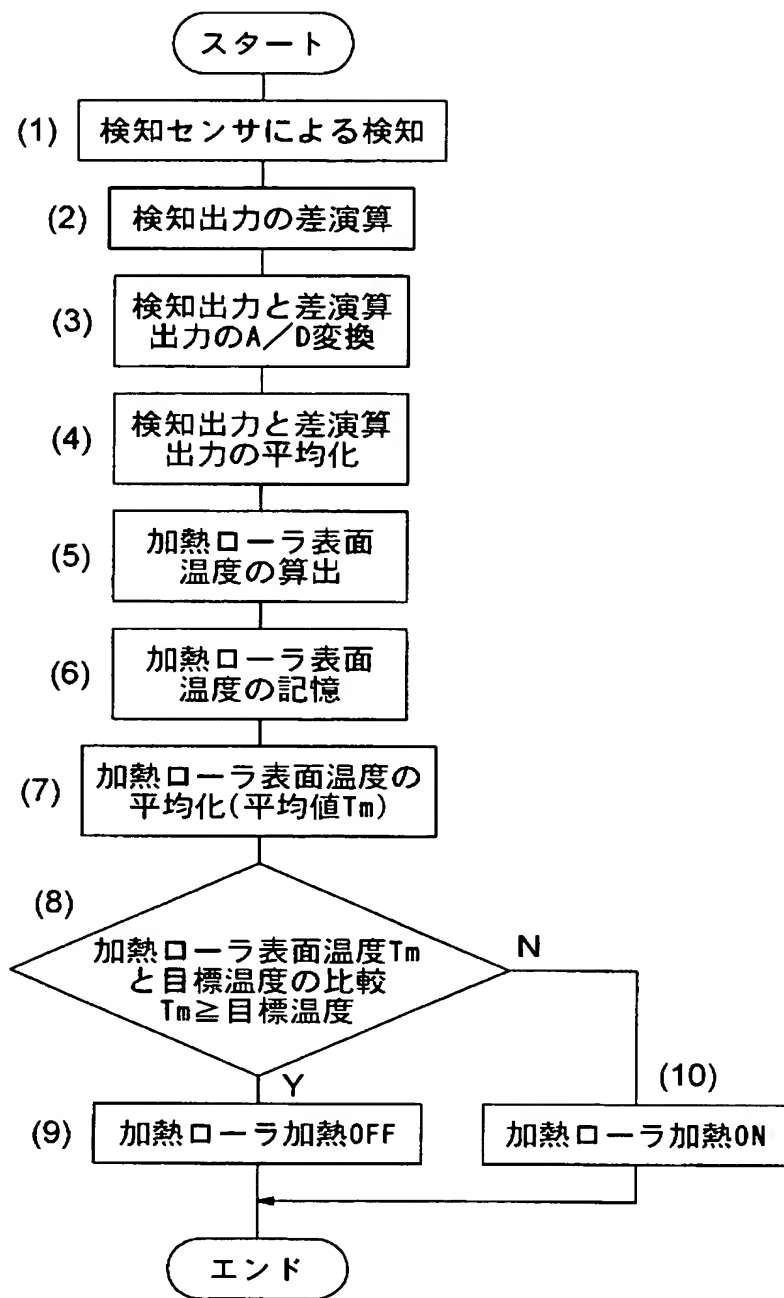 スタート
(1) 検知センサによる検知
(2) 検知出力の差演算
(3) 検知出力と差演算
出力のA／D変換
(4) 検知出力と差演算
出力の平均化
(5) 加熱ローラ表面
温度の算出
(6) 加熱ローラ表面
温度の記憶
(7) 加熱ローラ表面温度の
平均化(平均値Tm)
(8)
加熱ローラ表面温度Tm
と目標温度の比較
Tm≧目標温度
N
Y
(9) 加熱ローラ加熱OFF
(10)
加熱ローラ加熱ON
エンド